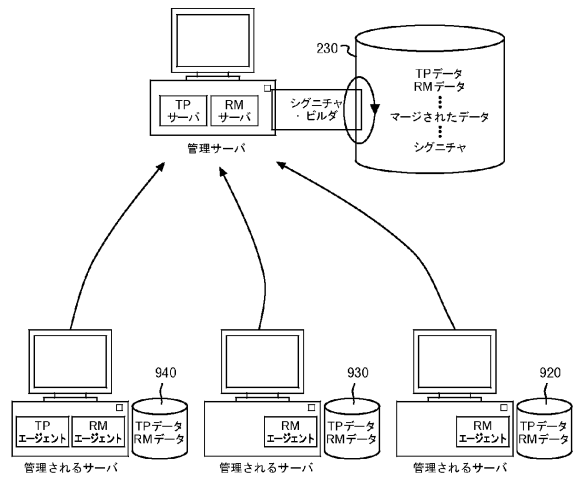 230
TPデータ
RMデータ
マージされたデータ
シグニチャ
TP
サーバ
RM
サーバ
シグニチャ
・ビルダ
管理サーバ
940
930
920
TP
エージェント
RM
エージェント
TPデータ
RMデータ
RM
エージェント
TPデータ
RMデータ
RM
エージェント
TPデータ
RMデータ
管理されるサーバ
管理されるサーバ
管理されるサーバ